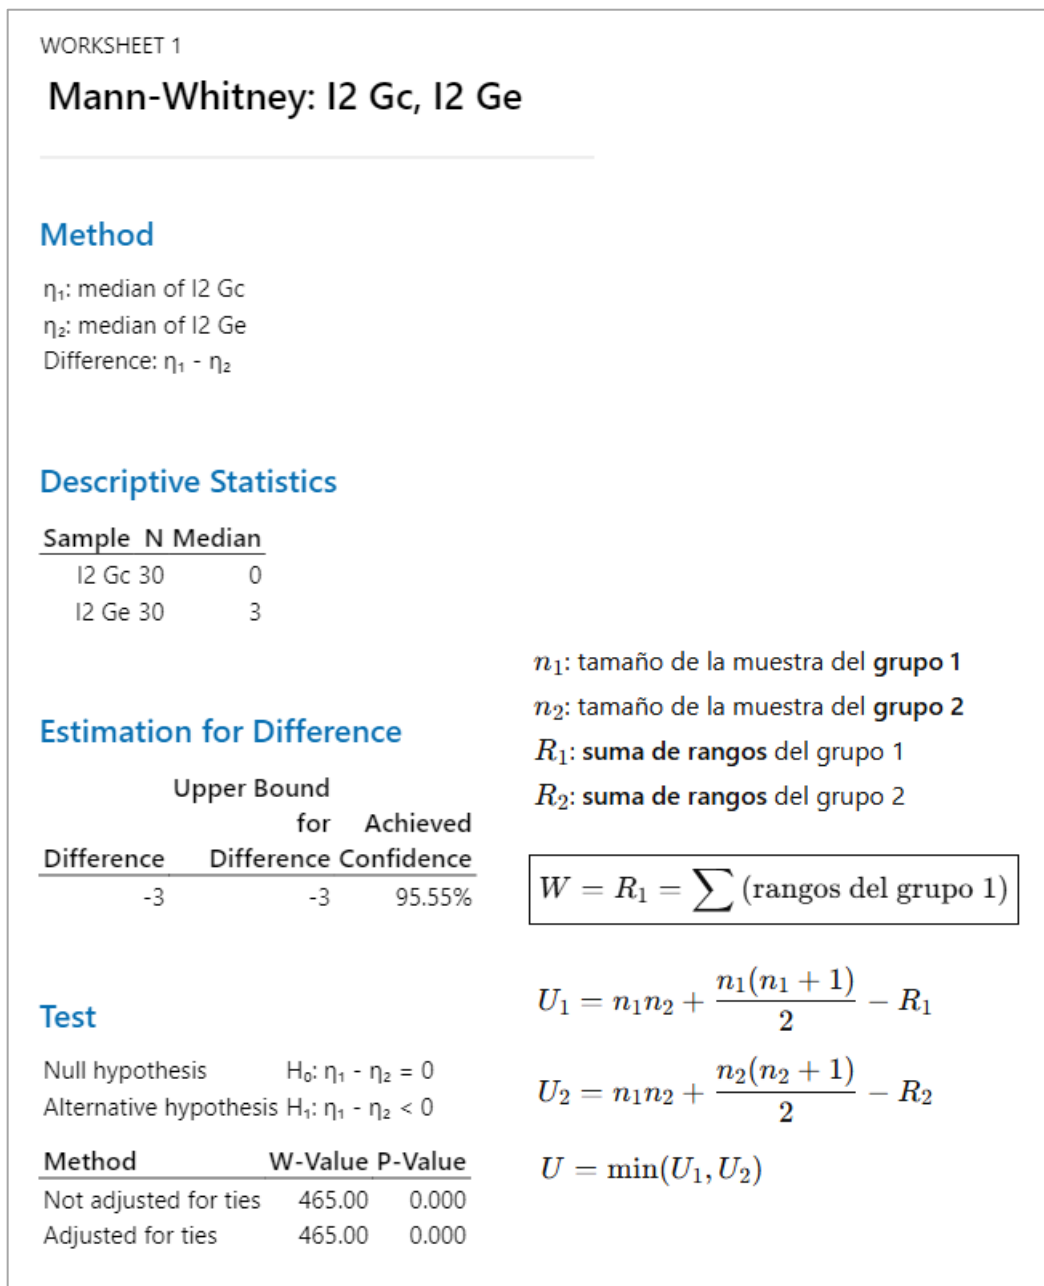 WORKSHEET 1
Mann-Whitney: I2 Gc, I2 Ge
Method
η₁: median of I2 Gc
η₂: median of I2 Ge
Difference: η₁ - η₂
Descriptive Statistics
Sample N Median
I2 Gc 30 0
I2 Ge 30 3
Estimation for Difference
Upper Bound
for Achieved
Difference Difference Confidence
-3 -3 95.55%
Test
Null hypothesis H₀: η₁ - η₂ = 0
Alternative hypothesis H₁: η₁ - η₂ < 0
Method W-Value P-Value
Not adjusted for ties 465.00 0.000
Adjusted for ties 465.00 0.000
n₁: tamaño de la muestra del grupo 1
n₂: tamaño de la muestra del grupo 2
R₁: suma de rangos del grupo 1
R₂: suma de rangos del grupo 2
W = R₁ = ∑ (rangos del grupo 1)
U₁ = n₁n₂ + n₁(n₁ + 1)/2 − R₁
U₂ = n₁n₂ + n₂(n₂ + 1)/2 − R₂
U = min(U₁, U₂)